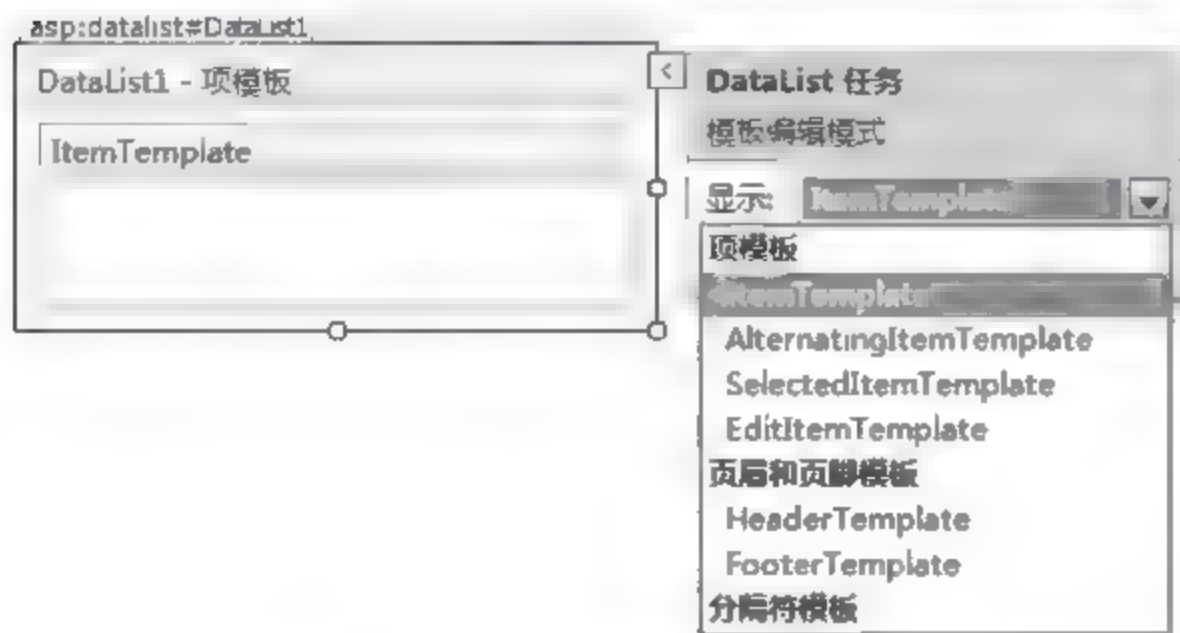 asp:datalist#DataList1
DataList1 - 项模板
ItemTemplate
DataList 任务
模板编辑模式
显示: ItemTemplate
项模板
ItemTemplate
AlternatingItemTemplate
SelectedItemTemplate
EditItemTemplate
页眉和页脚模板
HeaderTemplate
FooterTemplate
分隔符模板